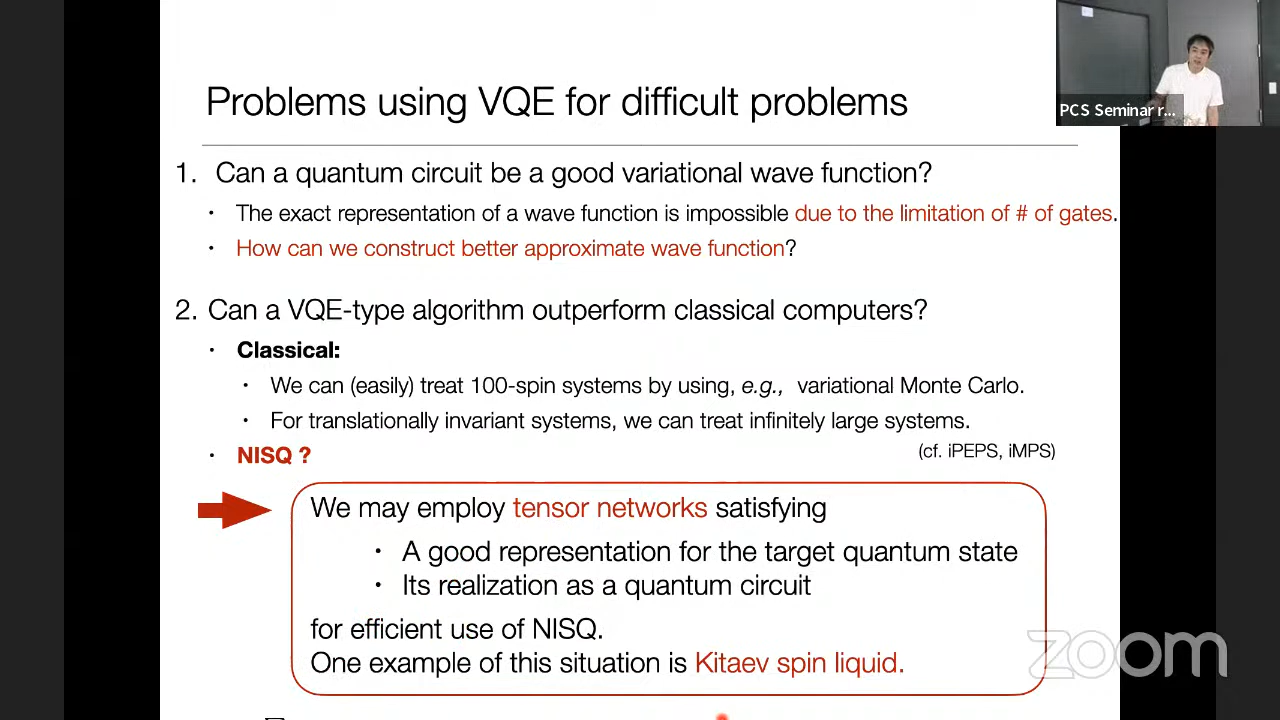 Problems using VQE for difficult problems
PCS Seminar r...
1. Can a quantum circuit be a good variational wave function?
· The exact representation of a wave function is impossible due to the limitation of # of gates.
· How can we construct better approximate wave function?
2. Can a VQE-type algorithm outperform classical computers?
· Classical:
· We can (easily) treat 100-spin systems by using, e.g., variational Monte Carlo.
· For translationally invariant systems, we can treat infinitely large systems.
· NISQ ?
(cf. iPEPS, iMPS)
We may employ tensor networks satisfying
· A good representation for the target quantum state
· Its realization as a quantum circuit
for efficient use of NISQ.
One example of this situation is Kitaev spin liquid.
zoom